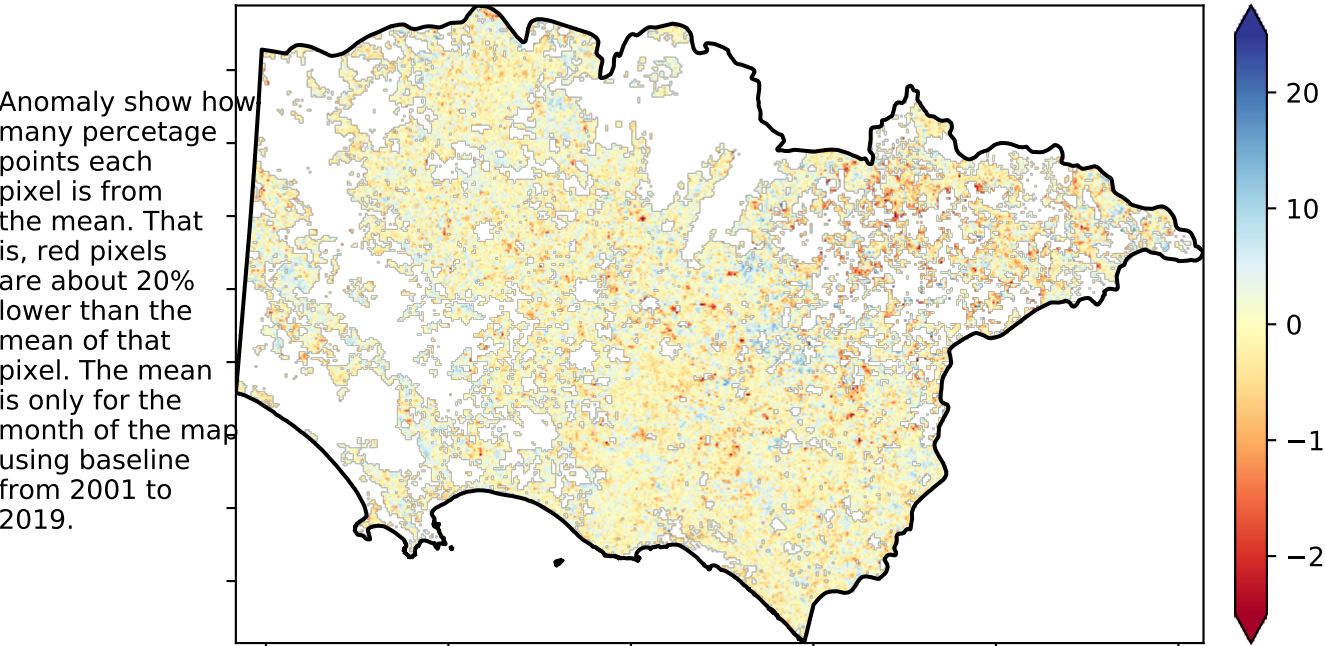 Anomaly show how
many percetage
points each
pixel is from
the mean. That
is, red pixels
are about 20%
lower than the
mean of that
pixel. The mean
is only for the
month of the map
using baseline
from 2001 to
2019.
20
10
0
−1
−2